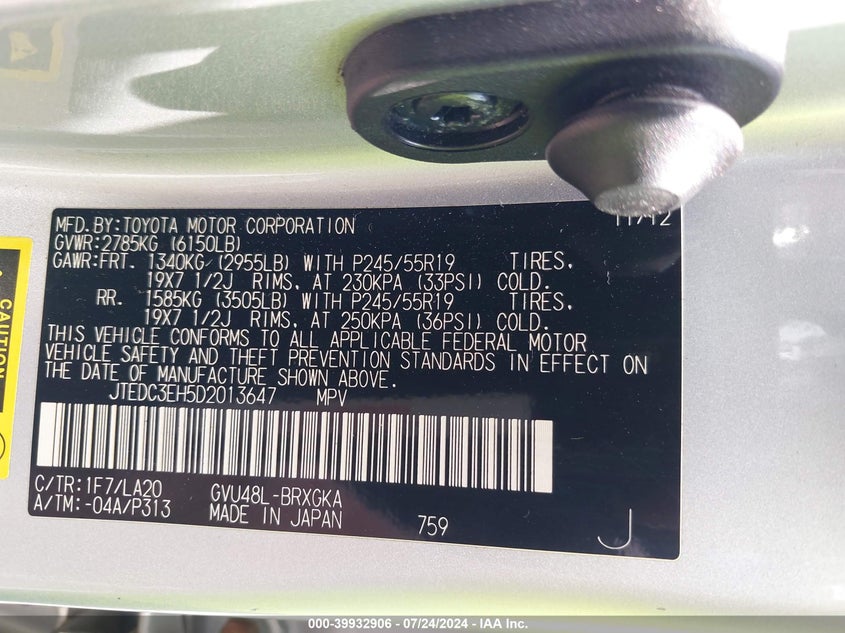 MFD. BY: TOYOTA MOTOR CORPORATION 11/12
GVWR: 2785KG (6150LB)
GAWR: FRT. 1340KG (2955LB) WITH P245/55R19 TIRES,
19X7 1/2J RIMS, AT 230KPA (33PSI) COLD.
RR. 1585KG (3505LB) WITH P245/55R19 TIRES,
19X7 1/2J RIMS, AT 250KPA (36PSI) COLD.
THIS VEHICLE CONFORMS TO ALL APPLICABLE FEDERAL MOTOR
VEHICLE SAFETY AND THEFT PREVENTION STANDARDS IN EFFECT ON
THE DATE OF MANUFACTURE SHOWN ABOVE.
JTEDC3EH5D2013647 MPV
C/TR: 1F7/LA20 GVU48L-BRXGKA
A/TM: -04A/P313 MADE IN JAPAN 759 J
CAUTION
000-39932906 - 07/24/2024 - IAA Inc.